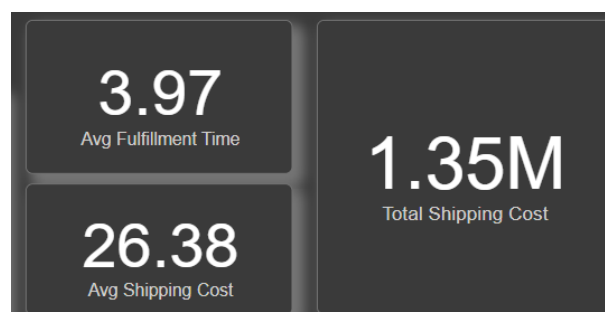 3.97
Avg Fulfillment Time
26.38
Avg Shipping Cost
1.35M
Total Shipping Cost